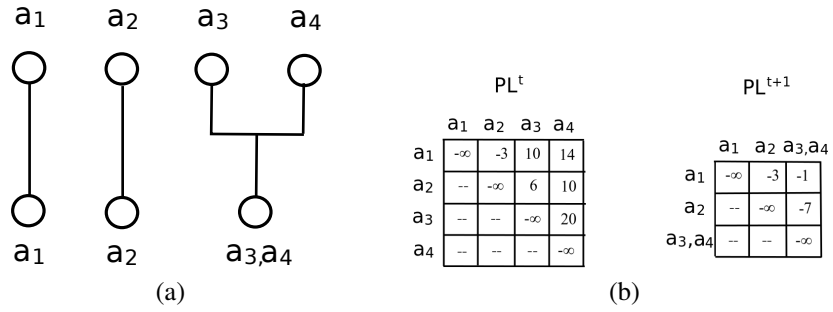 a1 a2 a3 a4
a1 a2 a3,a4
(a)
PL^t
a1 a2 a3 a4
a1 -∞ -3 10 14
a2 -- -∞ 6 10
a3 -- -- -∞ 20
a4 -- -- -- -∞
PL^t+1
a1 a2 a3,a4
a1 -∞ -3 -1
a2 -- -∞ -7
a3,a4 -- -- -∞
(b)